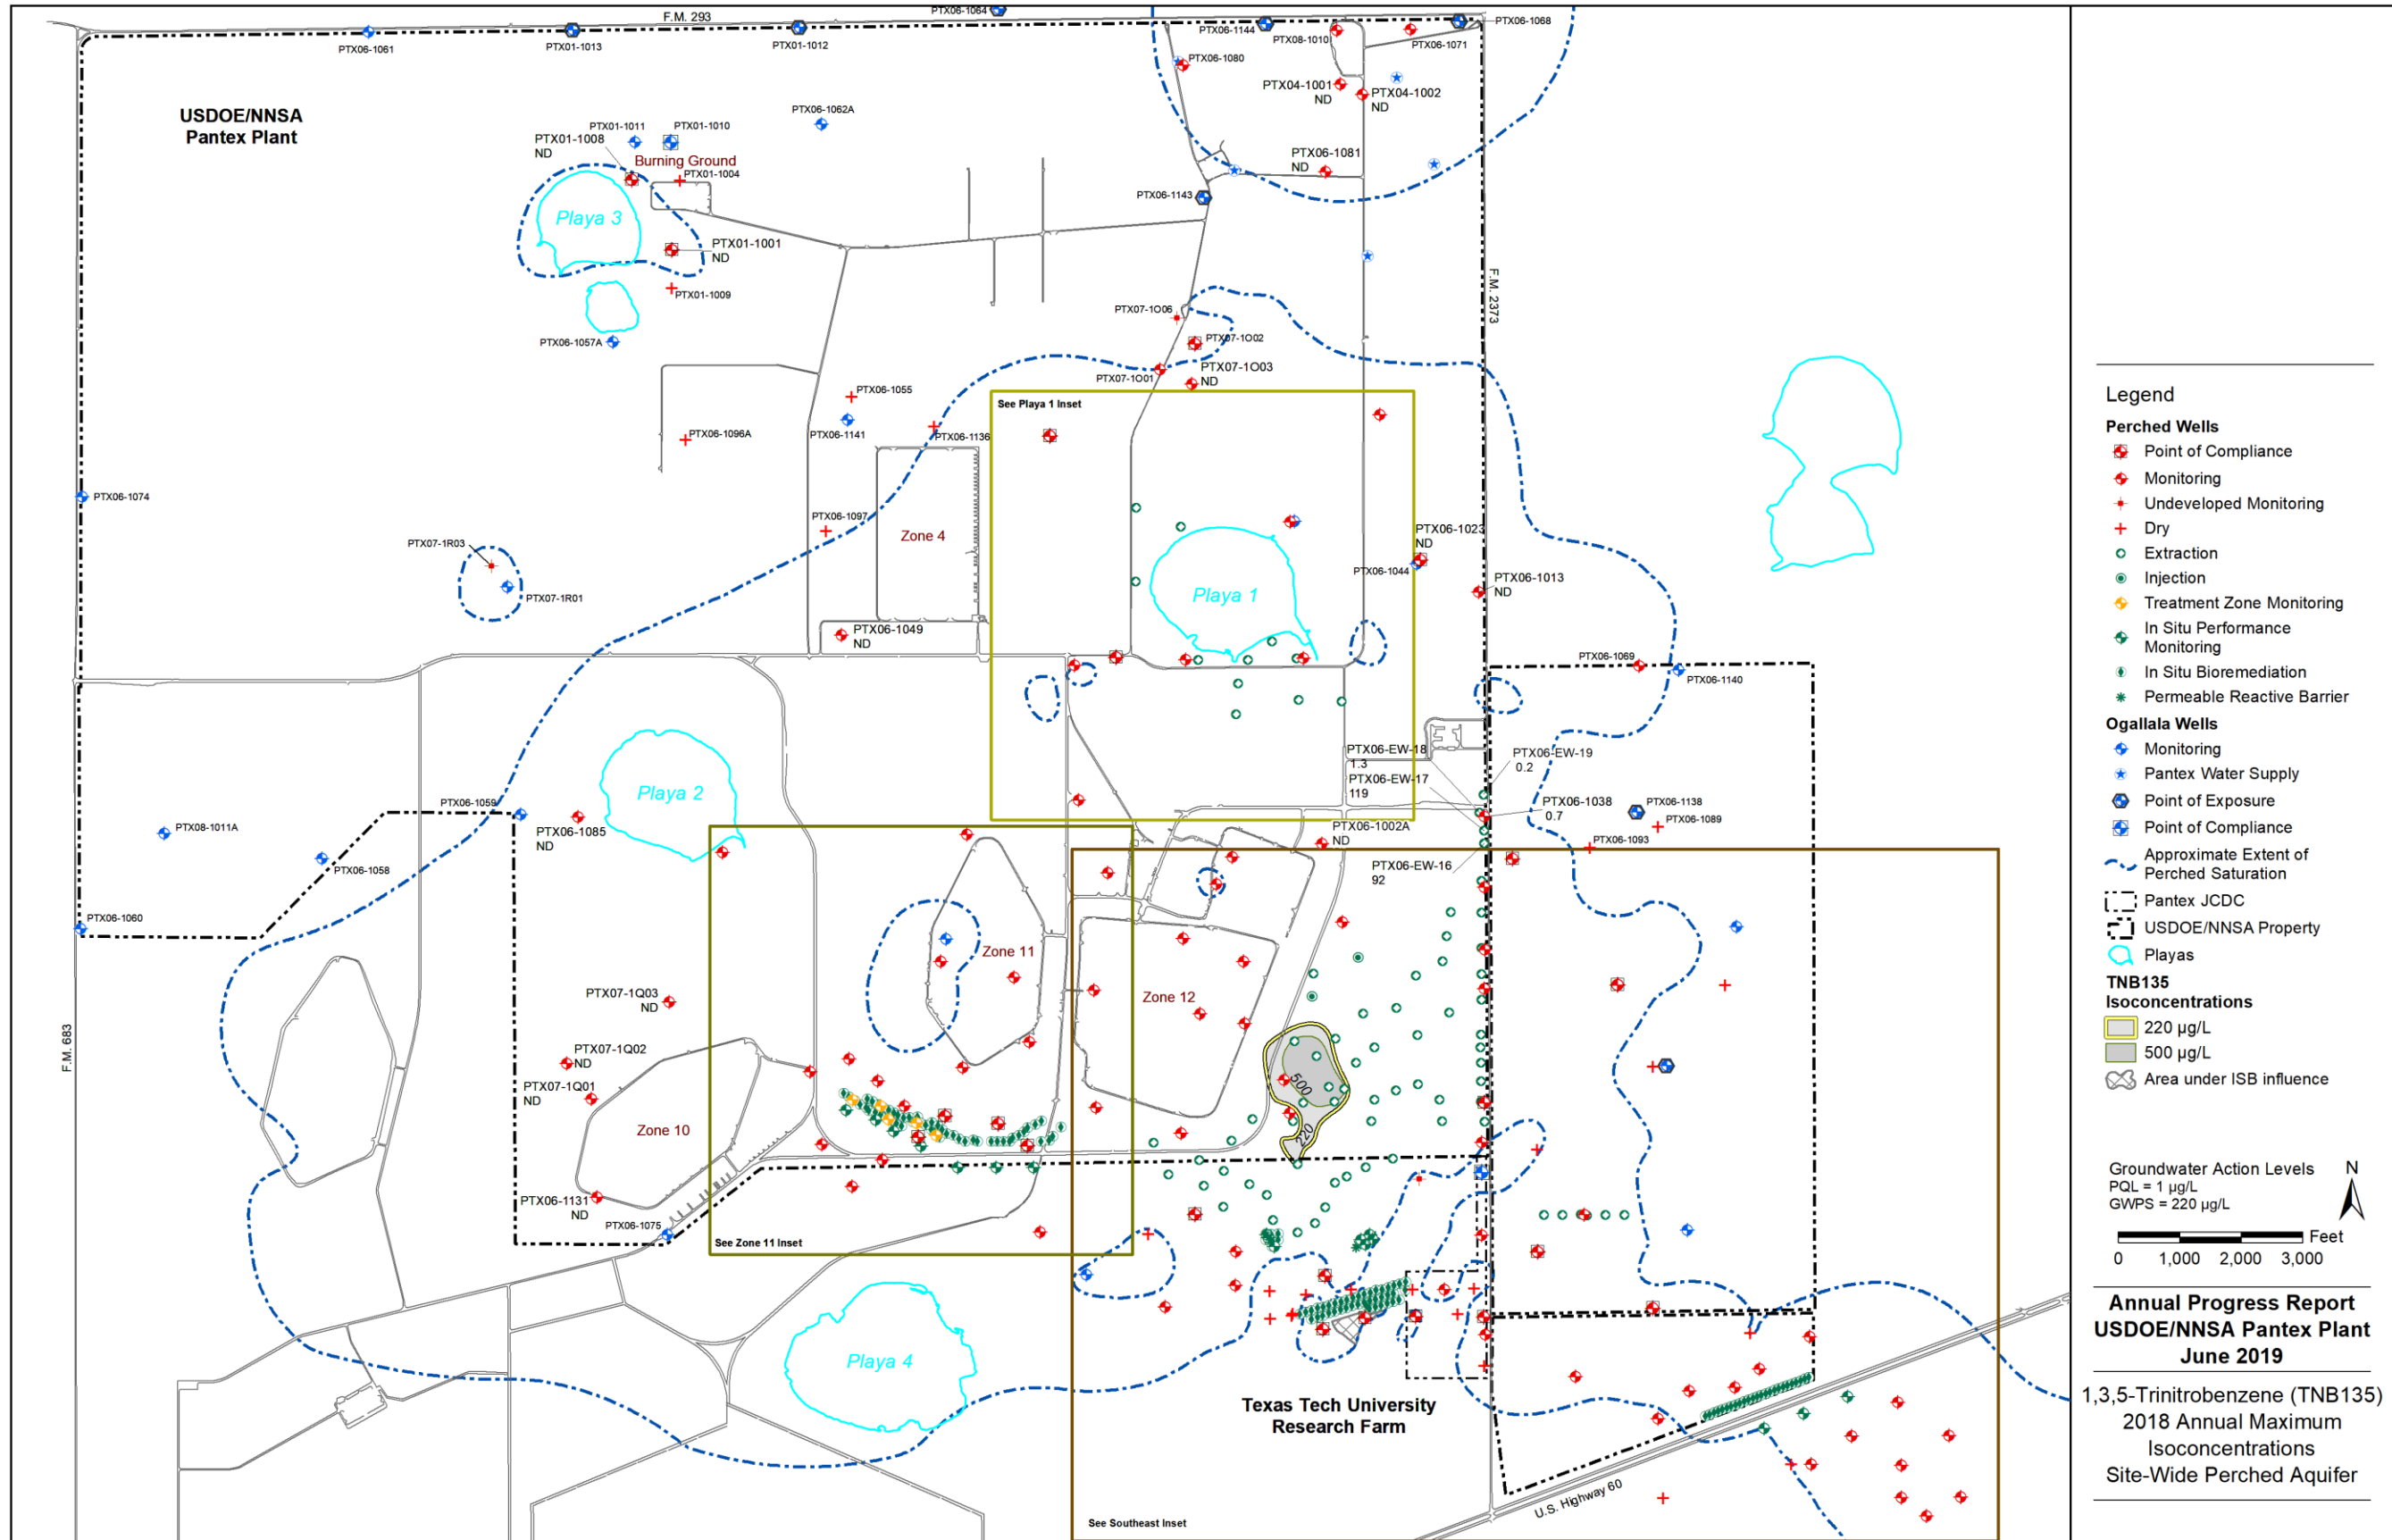 F.M. 293
PTX06-1064
PTX06-1061
PTX01-1013
PTX01-1012
PTX06-1144
PTX08-1010
PTX06-1068
PTX06-1071
PTX06-1080
PTX04-1001
ND
PTX04-1002
ND
USDOE/NNSA
Pantex Plant
PTX06-1062A
PTX01-1011
PTX01-1010
PTX01-1008
ND
Burning Ground
PTX01-1004
PTX06-1081
ND
PTX06-1143
Playa 3
PTX01-1001
ND
PTX01-1009
F.M. 2373
PTX07-1O06
PTX07-1O02
PTX06-1057A
PTX07-1O03
ND
PTX07-1O01
PTX06-1055
See Playa 1 Inset
PTX06-1141
PTX06-1136
PTX06-1096A
PTX06-1074
PTX06-1097
Zone 4
PTX06-1023
ND
PTX07-1R03
PTX06-1044
PTX06-1013
ND
PTX07-1R01
Playa 1
PTX06-1049
ND
PTX06-1069
PTX06-1140
PTX06-EW-18
1.3
PTX06-EW-19
0.2
PTX06-EW-17
119
Playa 2
PTX06-1059
PTX06-1038
0.7
PTX06-1138
PTX06-1089
PTX08-1011A
PTX06-1085
ND
PTX06-1002A
ND
PTX06-1093
PTX06-1058
PTX06-EW-16
92
PTX06-1060
Zone 11
Zone 12
PTX07-1Q03
ND
F.M. 683
PTX07-1Q02
ND
PTX07-1Q01
ND
500
Zone 10
220
PTX06-1131
ND
PTX06-1075
See Zone 11 Inset
Playa 4
Texas Tech University
Research Farm
U.S. Highway 60
See Southeast Inset
Legend
Perched Wells
Point of Compliance
Monitoring
Undeveloped Monitoring
Dry
Extraction
Injection
Treatment Zone Monitoring
In Situ Performance
Monitoring
In Situ Bioremediation
Permeable Reactive Barrier
Ogallala Wells
Monitoring
Pantex Water Supply
Point of Exposure
Point of Compliance
Approximate Extent of
Perched Saturation
Pantex JCDC
USDOE/NNSA Property
Playas
TNB135
Isoconcentrations
220 µg/L
500 µg/L
Area under ISB influence
Groundwater Action Levels
PQL = 1 µg/L
GWPS = 220 µg/L
N
Feet
0 1,000 2,000 3,000
Annual Progress Report
USDOE/NNSA Pantex Plant
June 2019
1,3,5-Trinitrobenzene (TNB135)
2018 Annual Maximum
Isoconcentrations
Site-Wide Perched Aquifer